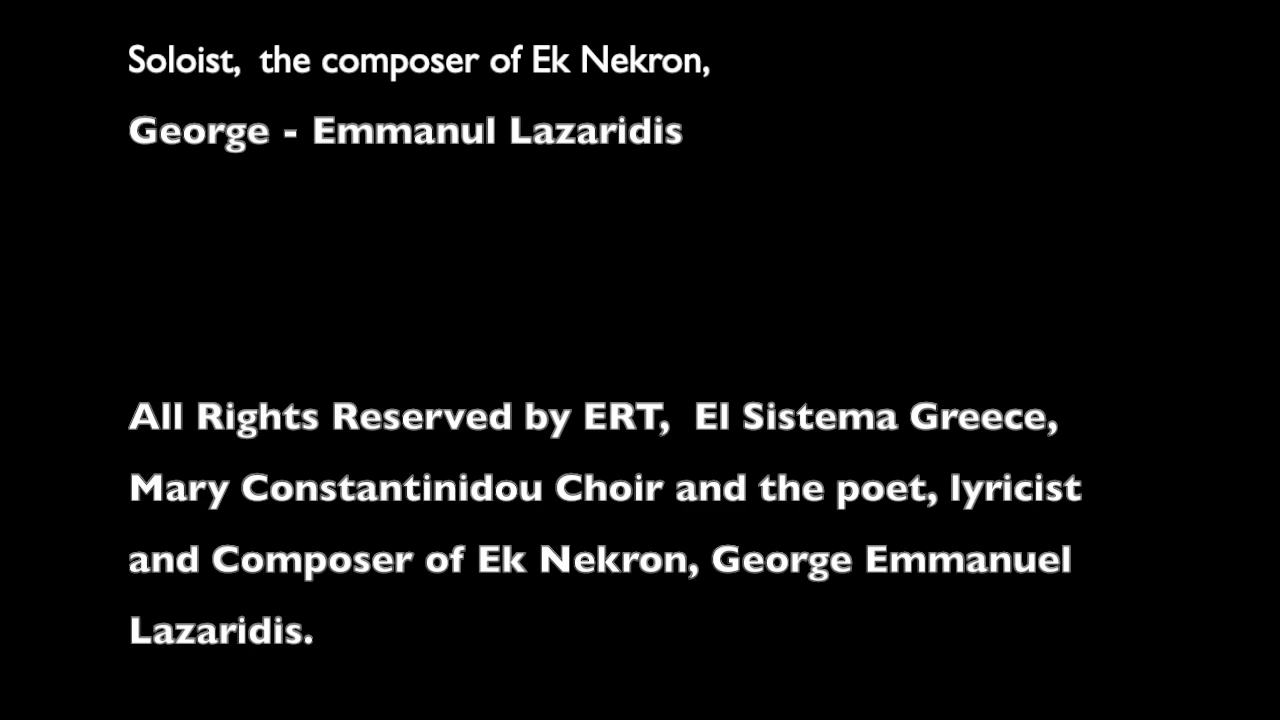 Soloist,  the composer of Ek Nekron,
George - Emmanul Lazaridis
All Rights Reserved by ERT,  El Sistema Greece,
Mary Constantinidou Choir and the poet, lyricist
and Composer of Ek Nekron, George Emmanuel
Lazaridis.